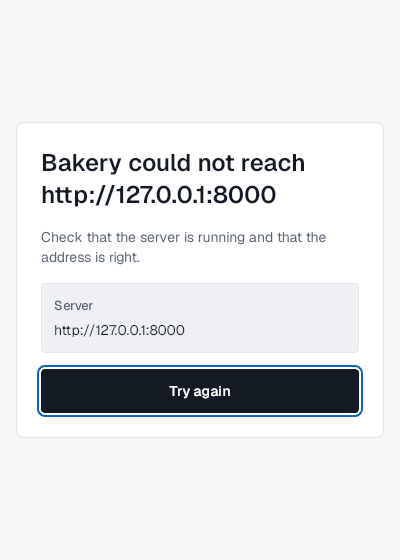 Bakery could not reach
http://127.0.0.1:8000
Check that the server is running and that the
address is right.
Server
http://127.0.0.1:8000
Try again